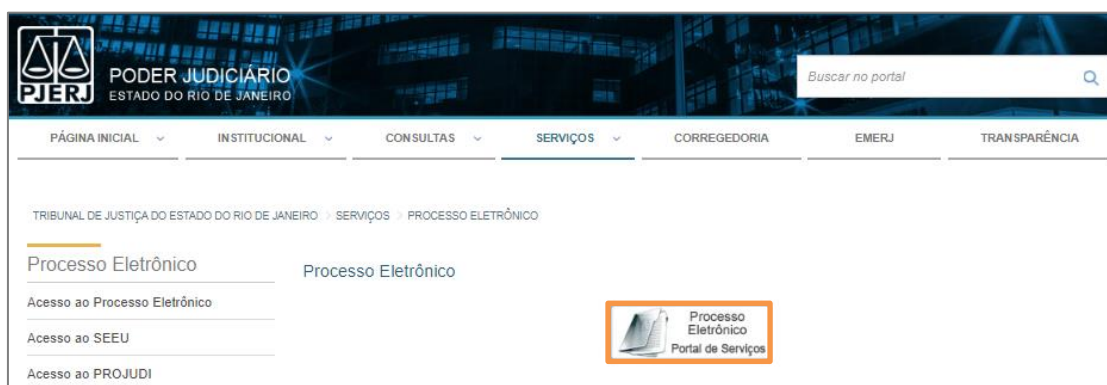 PJERJ
PODER JUDICIÁRIO
ESTADO DO RIO DE JANEIRO
Buscar no portal
PÁGINA INICIAL INSTITUCIONAL CONSULTAS SERVIÇOS CORREGEDORIA EMERJ TRANSPARÊNCIA
TRIBUNAL DE JUSTIÇA DO ESTADO DO RIO DE JANEIRO > SERVIÇOS > PROCESSO ELETRÔNICO
Processo Eletrônico
Acesso ao Processo Eletrônico
Acesso ao SEEU
Acesso ao PROJUDI
Processo Eletrônico
Processo
Eletrônico
Portal de Serviços